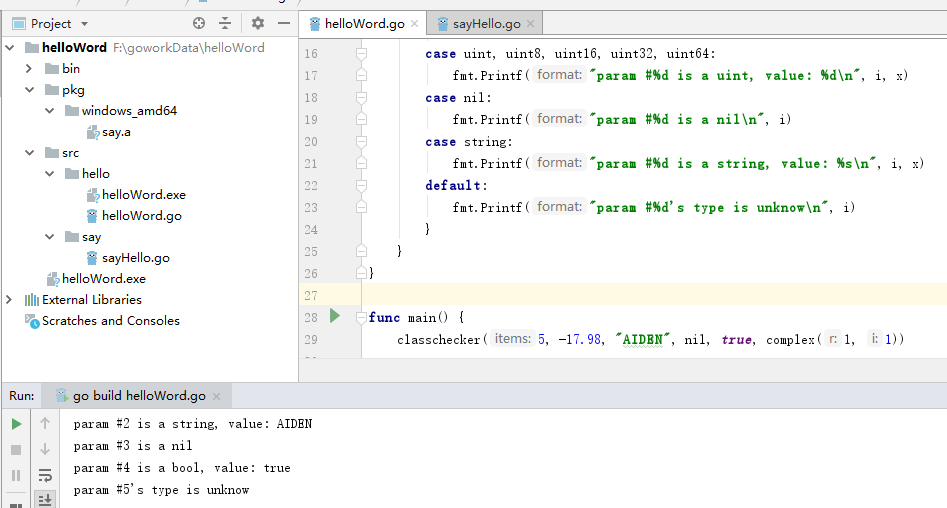 Project
helloWord.go
sayHello.go
helloWord F:\goworkData\helloWord
bin
pkg
windows_amd64
say.a
src
hello
helloWord.exe
helloWord.go
say
sayHello.go
helloWord.exe
External Libraries
Scratches and Consoles
16 case uint, uint8, uint16, uint32, uint64:
17 fmt.Printf( format: "param #%d is a uint, value: %d\n", i, x)
18 case nil:
19 fmt.Printf( format: "param #%d is a nil\n", i)
20 case string:
21 fmt.Printf( format: "param #%d is a string, value: %s\n", i, x)
22 default:
23 fmt.Printf( format: "param #%d's type is unknow\n", i)
24 }
25 }
26 }
27
28 func main() {
29 classchecker( items: 5, -17.98, "AIDEN", nil, true, complex( r: 1, i: 1))
Run: go build helloWord.go
param #2 is a string, value: AIDEN
param #3 is a nil
param #4 is a bool, value: true
param #5's type is unknow